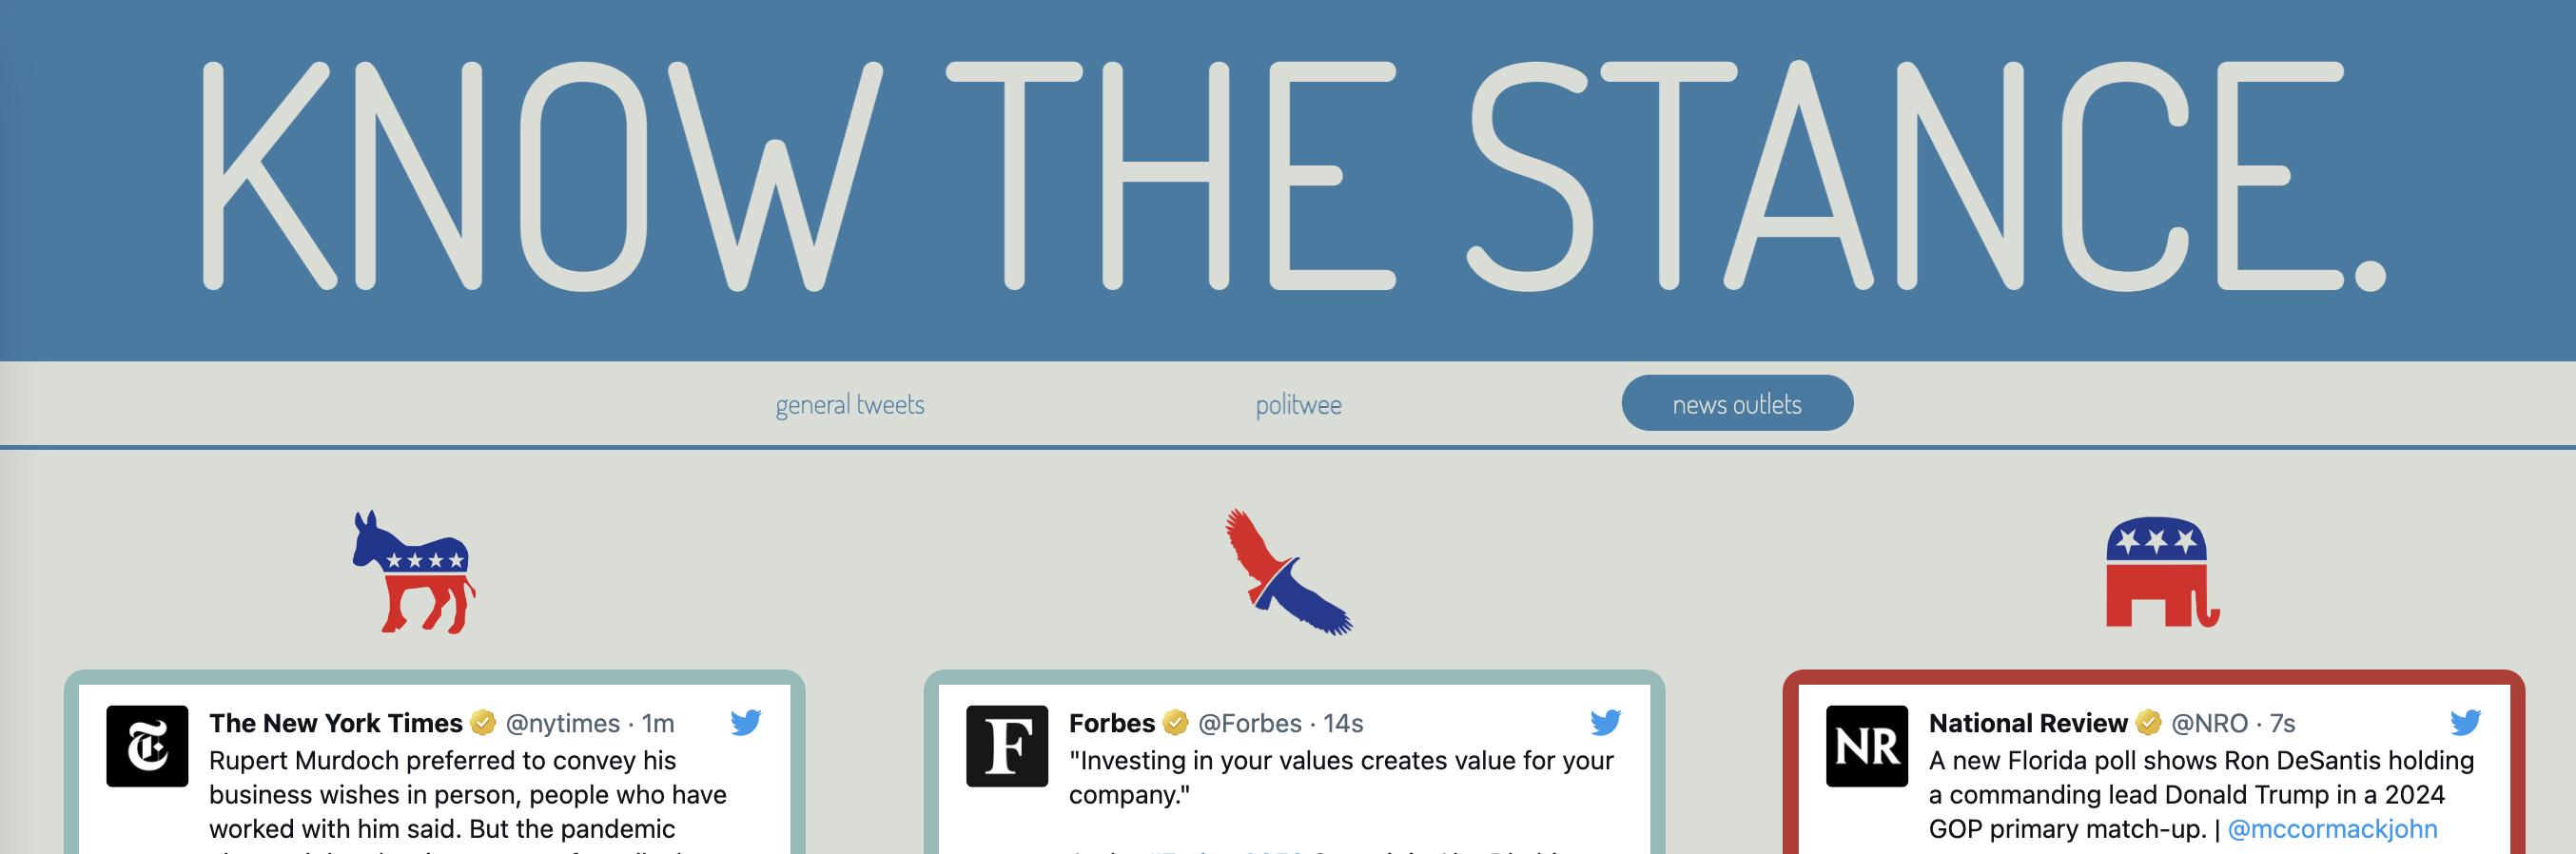 KNOW THE STANCE.
general tweets
politwee
news outlets
The New York Times @nytimes · 1m
Rupert Murdoch preferred to convey his
business wishes in person, people who have
worked with him said. But the pandemic
F
Forbes @Forbes · 14s
"Investing in your values creates value for your
company."
NR
National Review @NRO · 7s
A new Florida poll shows Ron DeSantis holding
a commanding lead Donald Trump in a 2024
GOP primary match-up. | @mccormackjohn